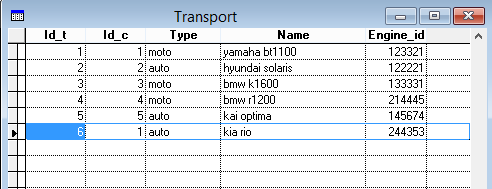 Transport
Id_t Id_c Type Name Engine_id
1 1 moto yamaha bt1100 123321
2 2 auto hyundai solaris 122221
3 3 moto bmw k1600 133331
4 4 moto bmw r1200 214445
5 5 auto kai optima 145674
6 1 auto kia rio 244353